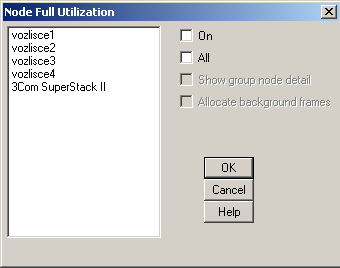 Node Full Utilization
vozlisce1
vozlisce2
vozlisce3
vozlisce4
3Com SuperStack II
On
All
Show group node detail
Allocate background frames
OK
Cancel
Help